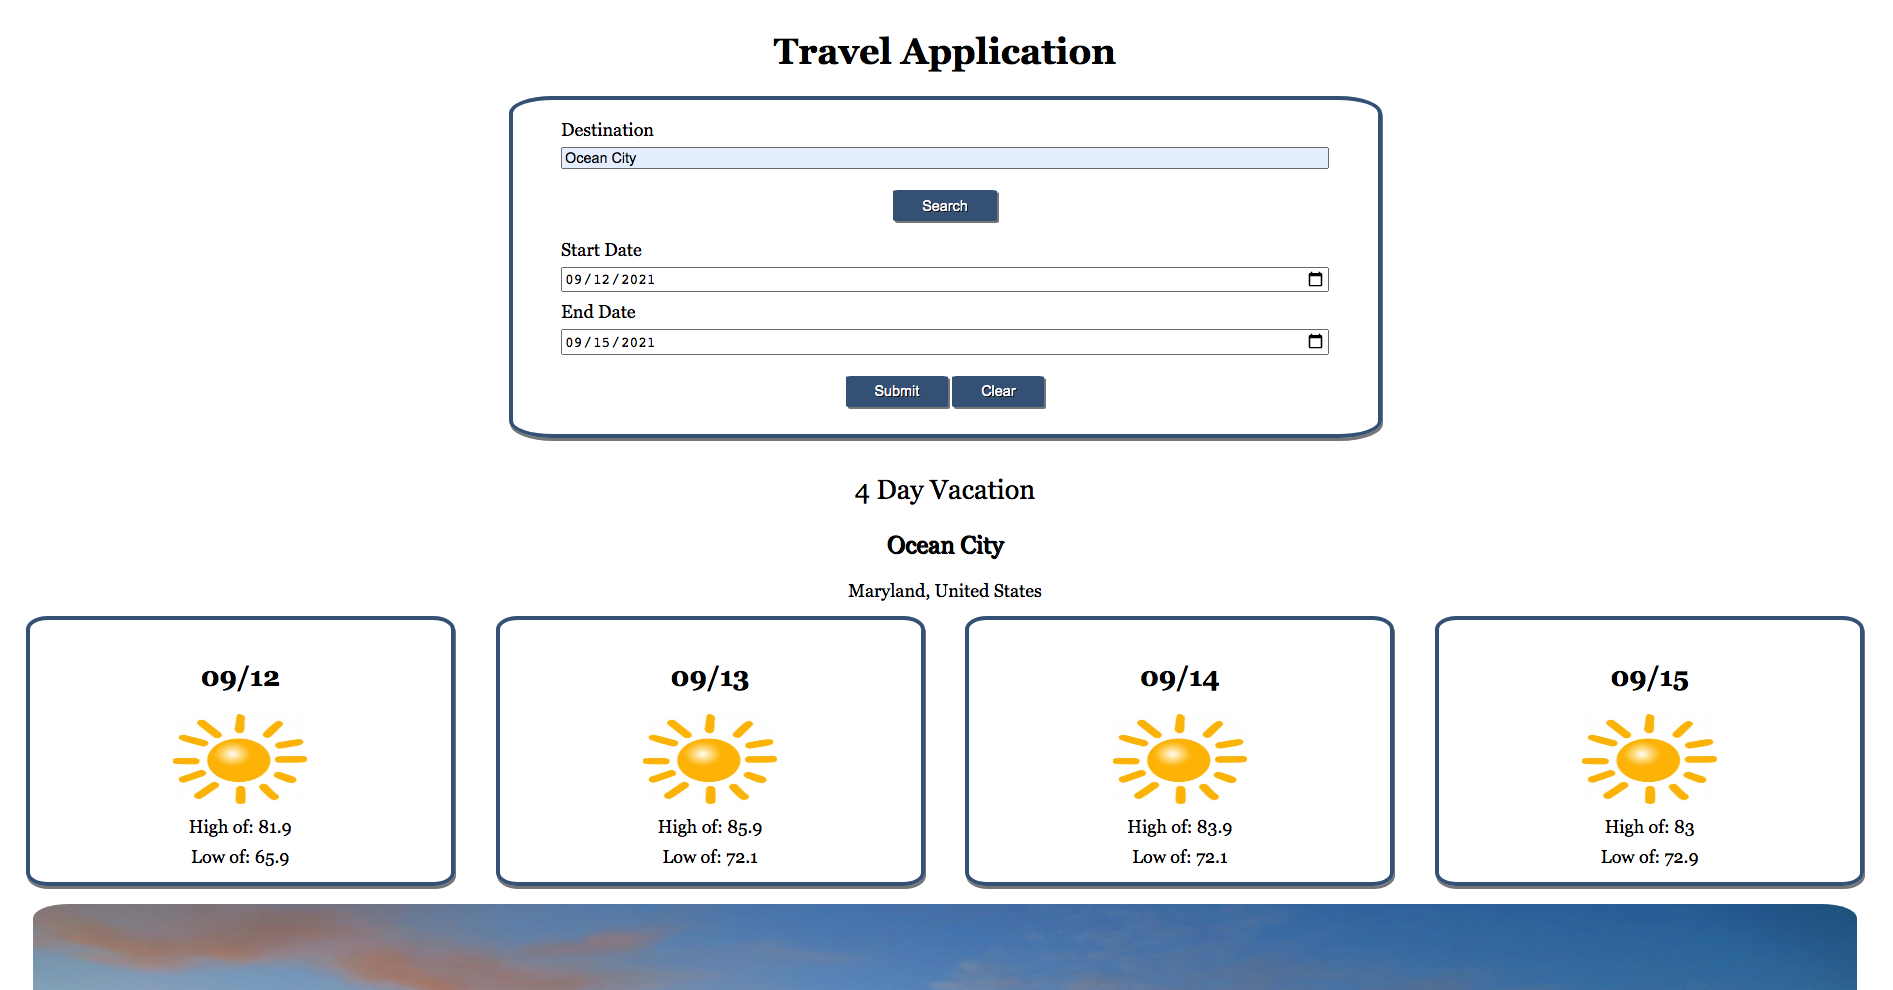 Travel Application
Destination
Ocean City
Search
Start Date
09/12/2021
End Date
09/15/2021
Submit Clear
4 Day Vacation
Ocean City
Maryland, United States
09/12
High of: 81.9
Low of: 65.9
09/13
High of: 85.9
Low of: 72.1
09/14
High of: 83.9
Low of: 72.1
09/15
High of: 83
Low of: 72.9